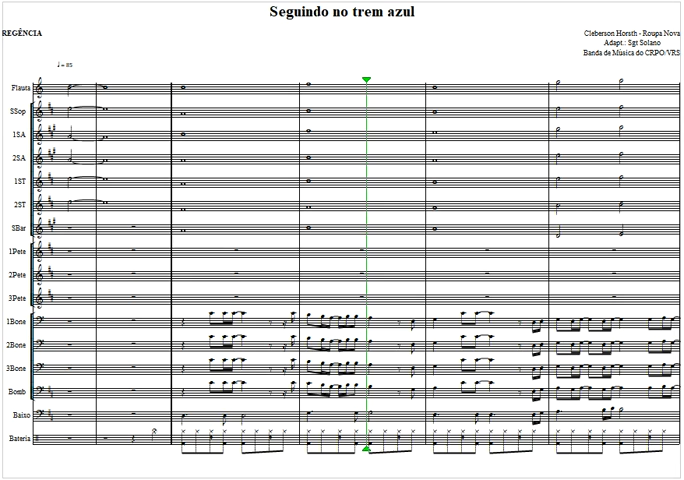 Seguindo no trem azul
REGÊNCIA
Cleberson Horsth - Roupa Nova
Adapt.: Sgt Solano
Banda de Música do CRPO/VRS
♩ = 85
Flauta
SSop
1SA
2SA
1ST
2ST
SBar
1Pete
2Pete
3Pete
1Bone
2Bone
3Bone
Bomb
Baixo
Bateria